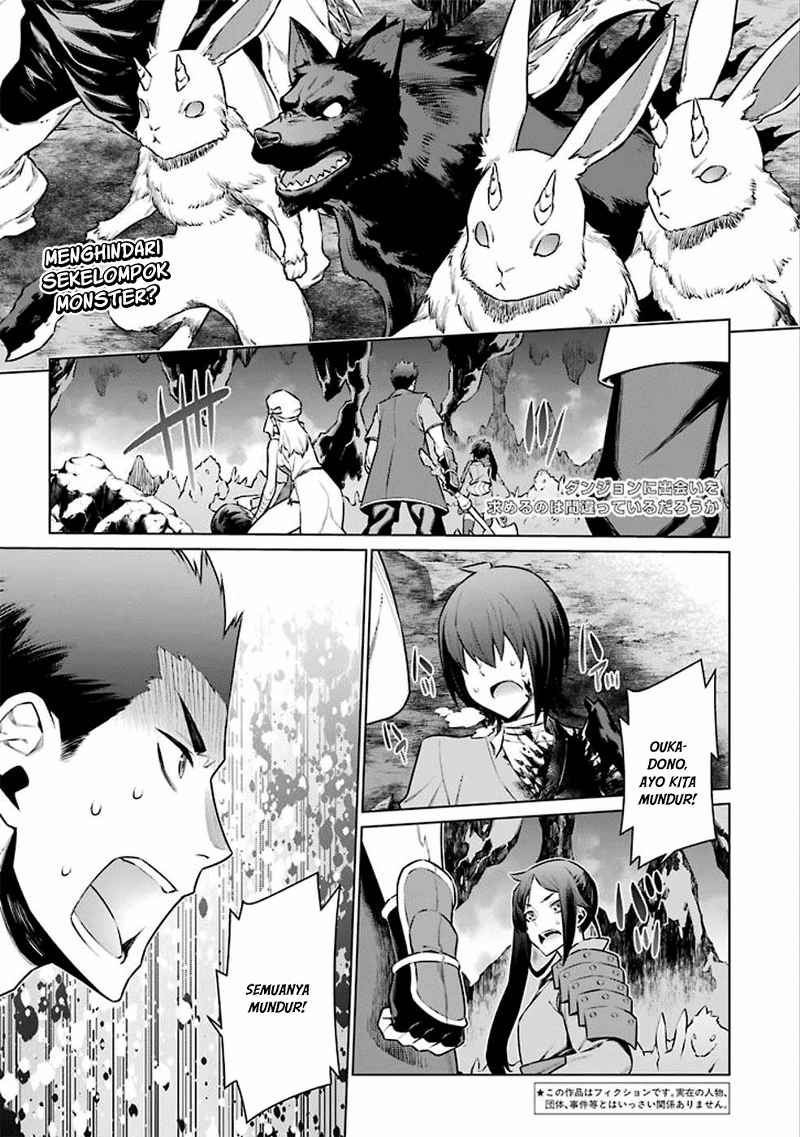 MENGHINDARI
SEKELOMPOK
MONSTER?
ダンジョンに出会いを
求めるのは間違っているだろうか
OUKA-
DONO,
AYO KITA
MUNDUR!
SEMUANYA
MUNDUR!
★この作品はフィクションです。実在の人物、
団体、事件等とはいっさい関係ありません。